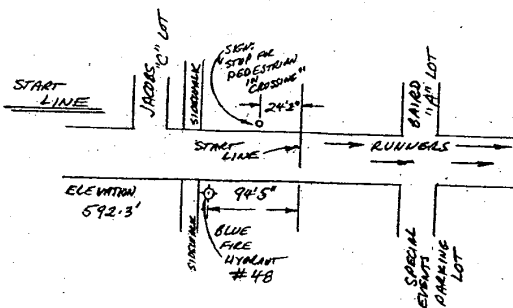 SIGN:
"STOP FOR
PEDESTRIAN
IN
CROSSING"
START
LINE
JACOBS "C" LOT
SIDEWALK
24'2"
BAIRD
"A" LOT
START
LINE
RUNNERS
ELEVATION
592.3'
SIDEWALK
94'5"
BLUE
FIRE
HYDRANT
#48
SPECIAL
EVENTS
PARKING
LOT